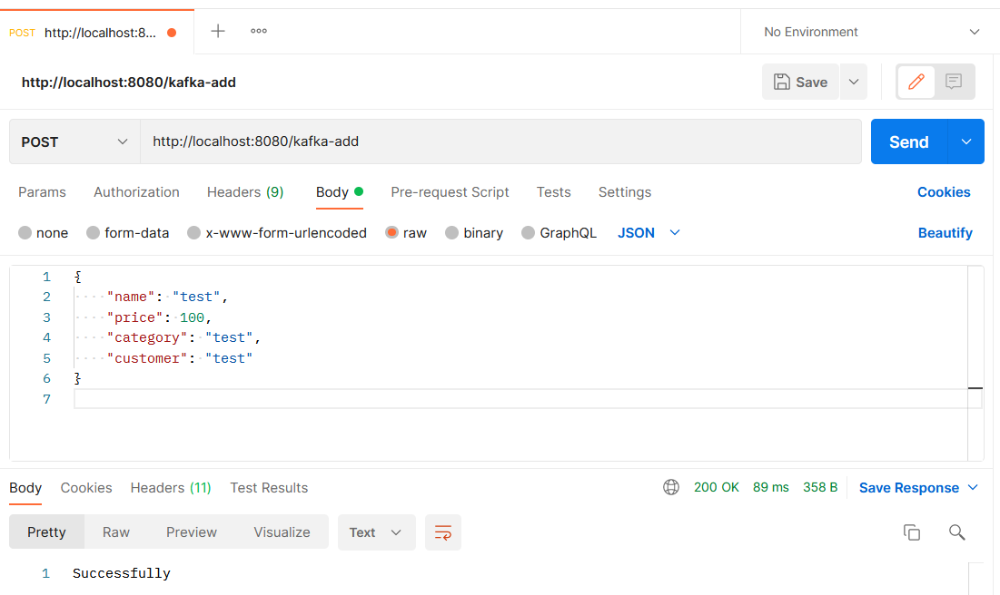 POST http://localhost:8... No Environment
http://localhost:8080/kafka-add Save
POST http://localhost:8080/kafka-add Send
Params Authorization Headers (9) Body Pre-request Script Tests Settings Cookies
none form-data x-www-form-urlencoded raw binary GraphQL JSON Beautify
1 {
2 "name": "test",
3 "price": 100,
4 "category": "test",
5 "customer": "test"
6 }
7
Body Cookies Headers (11) Test Results 200 OK 89 ms 358 B Save Response
Pretty Raw Preview Visualize Text
1 Successfully